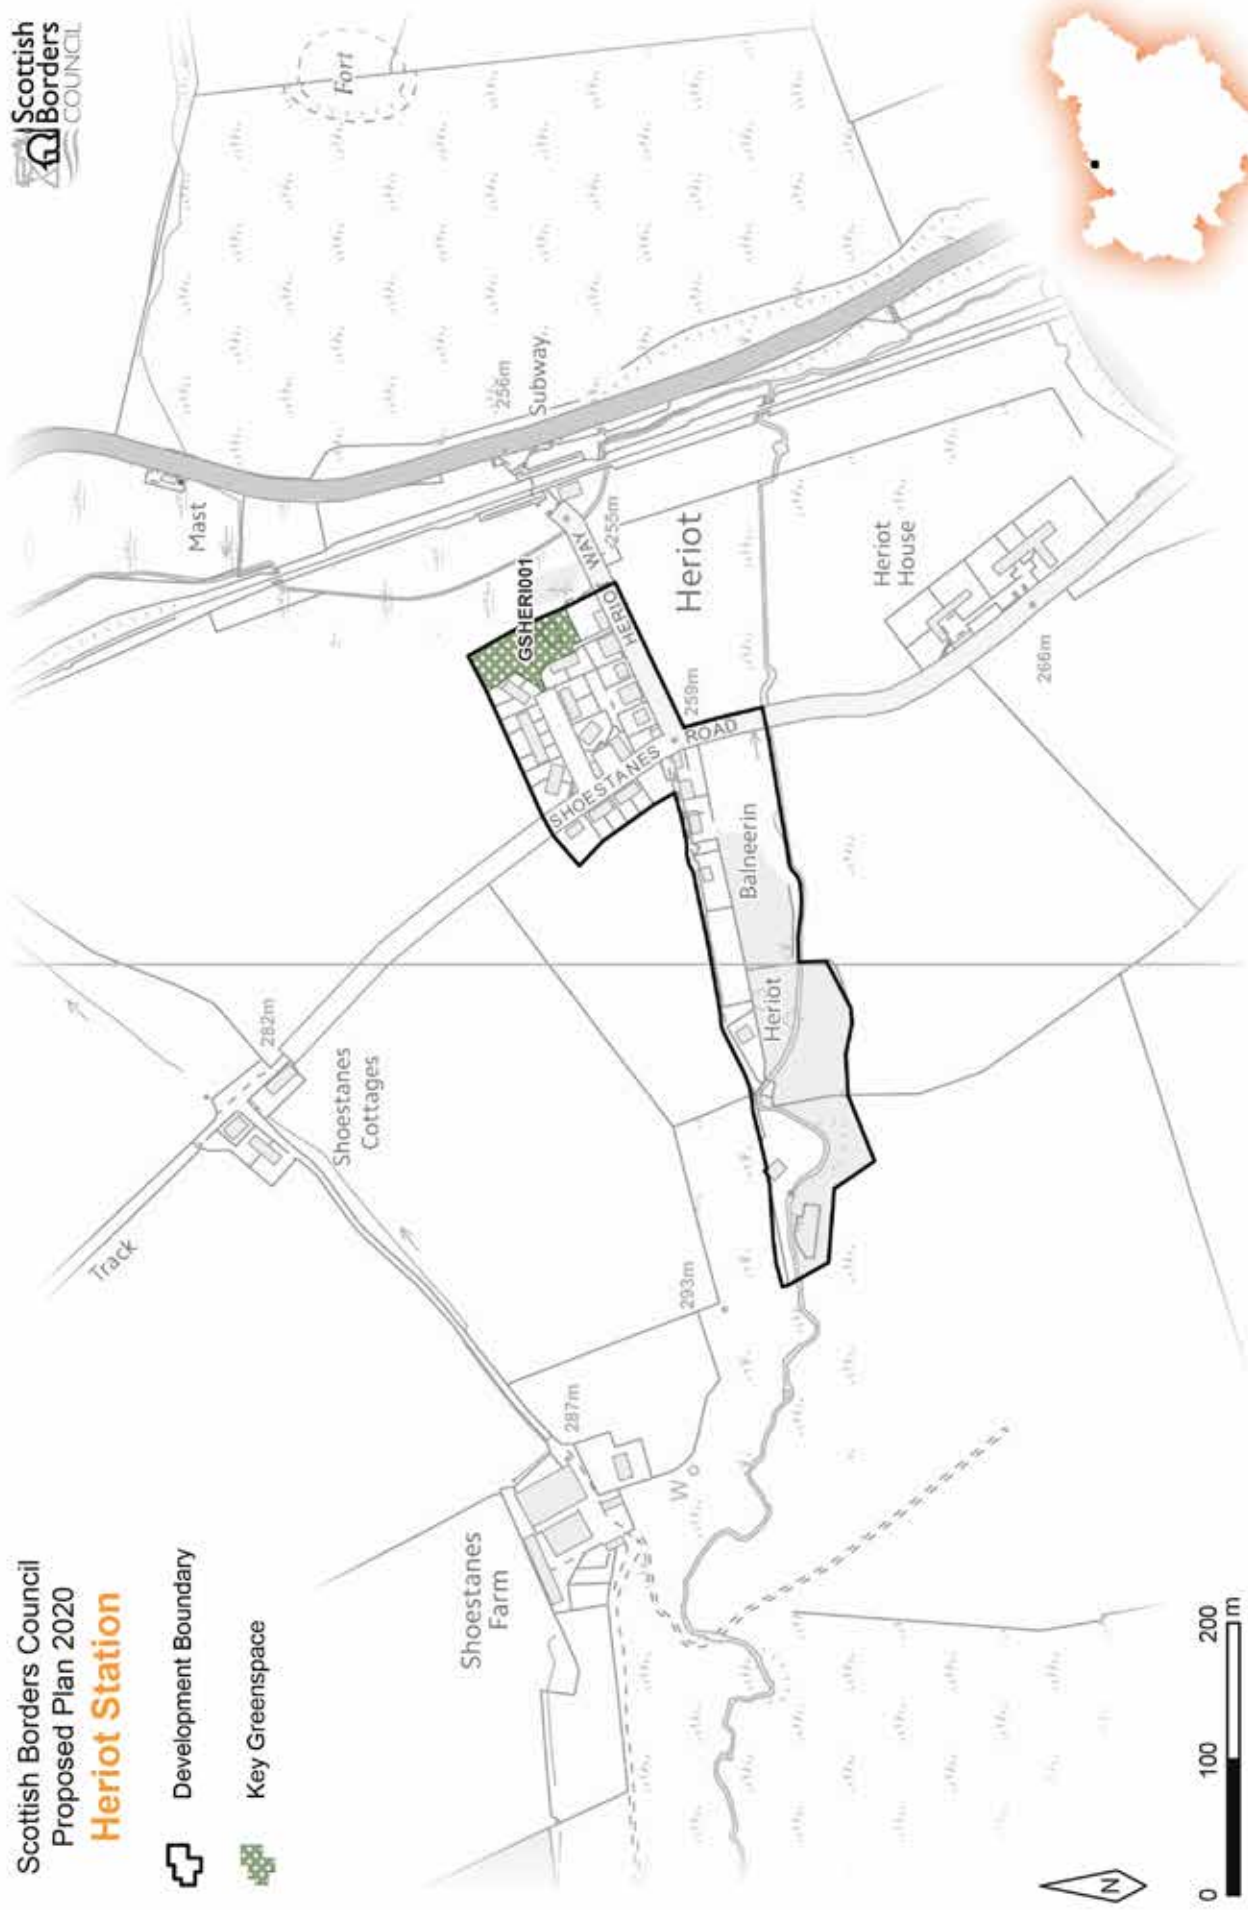 Scottish Borders Council
Proposed Plan 2020
Heriot Station
Development Boundary
Key Greenspace
Scottish
Borders
COUNCIL
Fort
Mast
256m
Subway
Track
282m
Shoestanes
Cottages
GSHERI001
HERIO WAY
255m
Heriot
SHOESTANES ROAD
259m
Heriot
House
266m
Balneerin
Heriot
293m
287m
Shoestanes
Farm
W
N
0 100 200
m